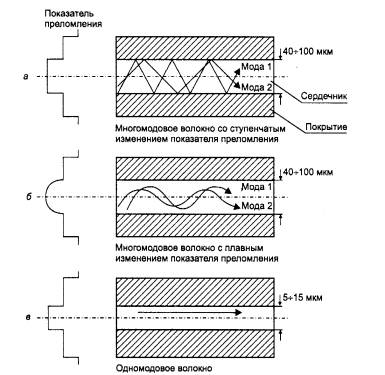 Показатель
преломления
а
40÷100 мкм
Мода 1
Мода 2
Сердечник
Покрытие
Многомодовое волокно со ступенчатым
изменением показателя преломления
б
40÷100 мкм
Мода 1
Мода 2
Многомодовое волокно с плавным
изменением показателя преломления
в
5÷15 мкм
Одномодовое волокно